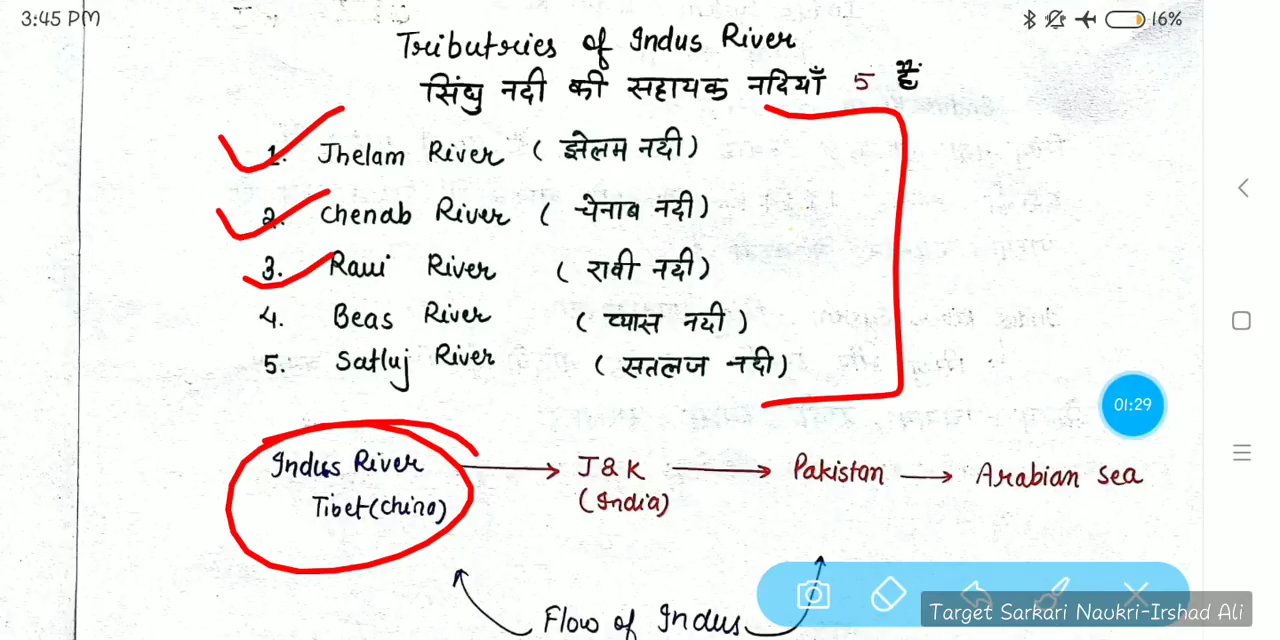 3:45 PM
16%
Tributries of Indus River
सिंधु नदी की सहायक नदियाँ 5 हैं
1. Jhelam River ( झेलम नदी )
2. Chenab River ( चेनाब नदी )
3. Ravi River ( रावी नदी )
4. Beas River ( व्यास नदी )
5. Satluj River ( सतलज नदी )
01:29
Indus River
Tibet (China)
J & K
(India)
Pakistan
Arabian Sea
Flow of Indus
Target Sarkari Naukri-Irshad Ali